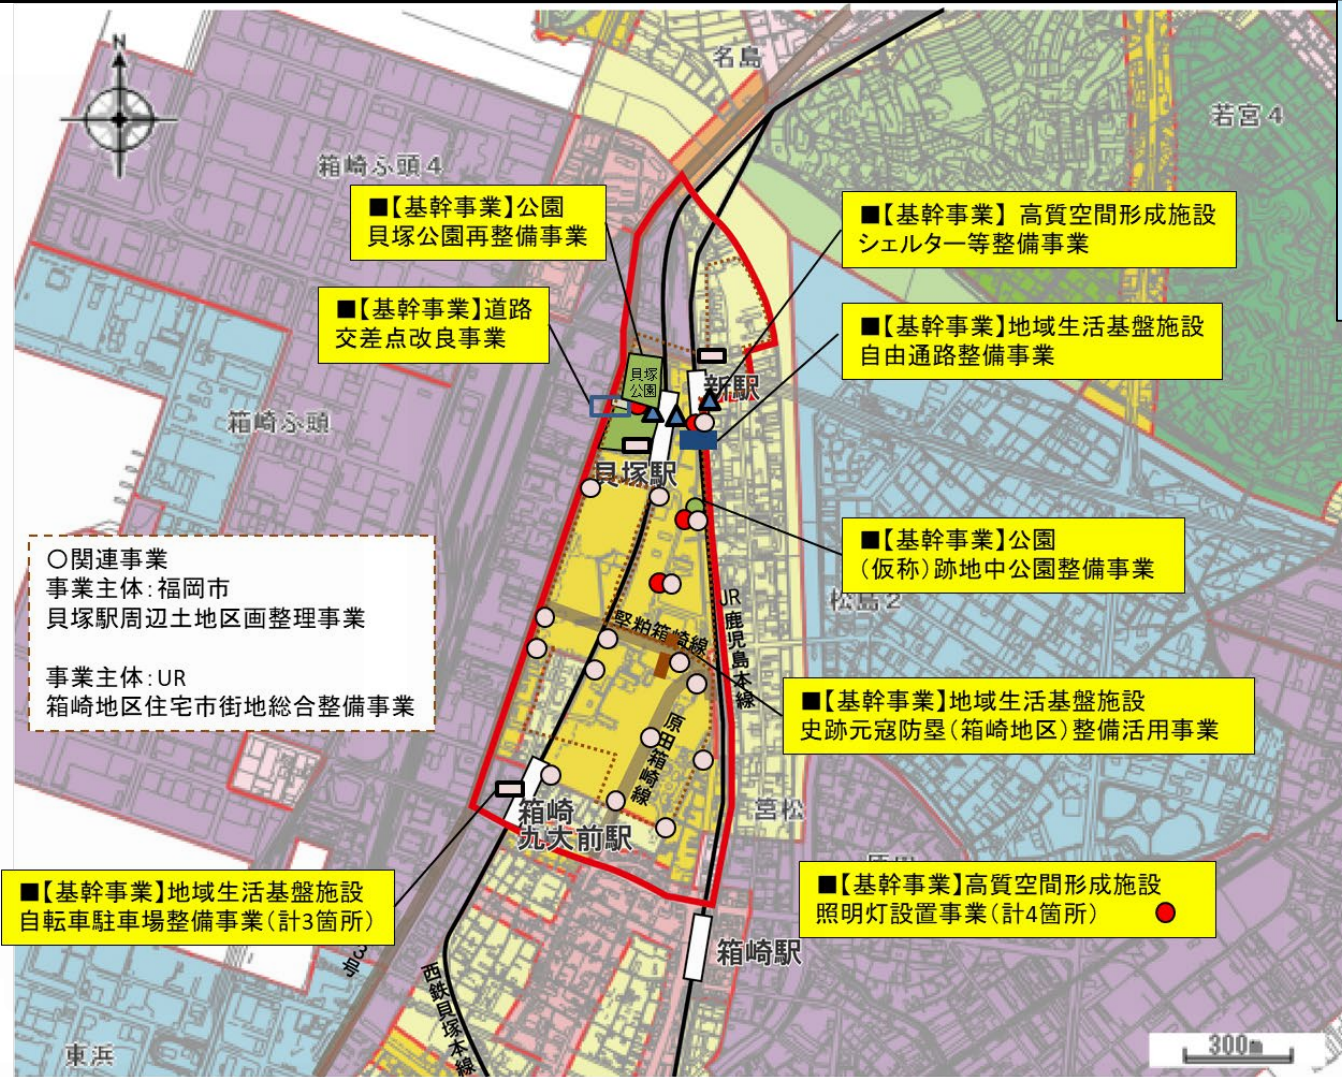 N
名島
若宮4
箱崎ふ頭4
■【基幹事業】公園
貝塚公園再整備事業
■【基幹事業】 高質空間形成施設
シェルター等整備事業
■【基幹事業】道路
交差点改良事業
■【基幹事業】地域生活基盤施設
自由通路整備事業
貝塚
公園
新駅
箱崎ふ頭
貝塚駅
■【基幹事業】公園
(仮称)跡地中公園整備事業
松島2
○関連事業
事業主体:福岡市
貝塚駅周辺土地区画整理事業
事業主体:UR
箱崎地区住宅市街地総合整備事業
堅粕箱崎線
JR鹿児島本線
■【基幹事業】地域生活基盤施設
史跡元寇防塁(箱崎地区)整備活用事業
原田箱崎線
箱崎
九大前駅
筥松
■【基幹事業】地域生活基盤施設
自転車駐車場整備事業(計3箇所)
■【基幹事業】高質空間形成施設
照明灯設置事業(計4箇所)
3号
箱崎駅
西鉄貝塚本線
東浜
300m